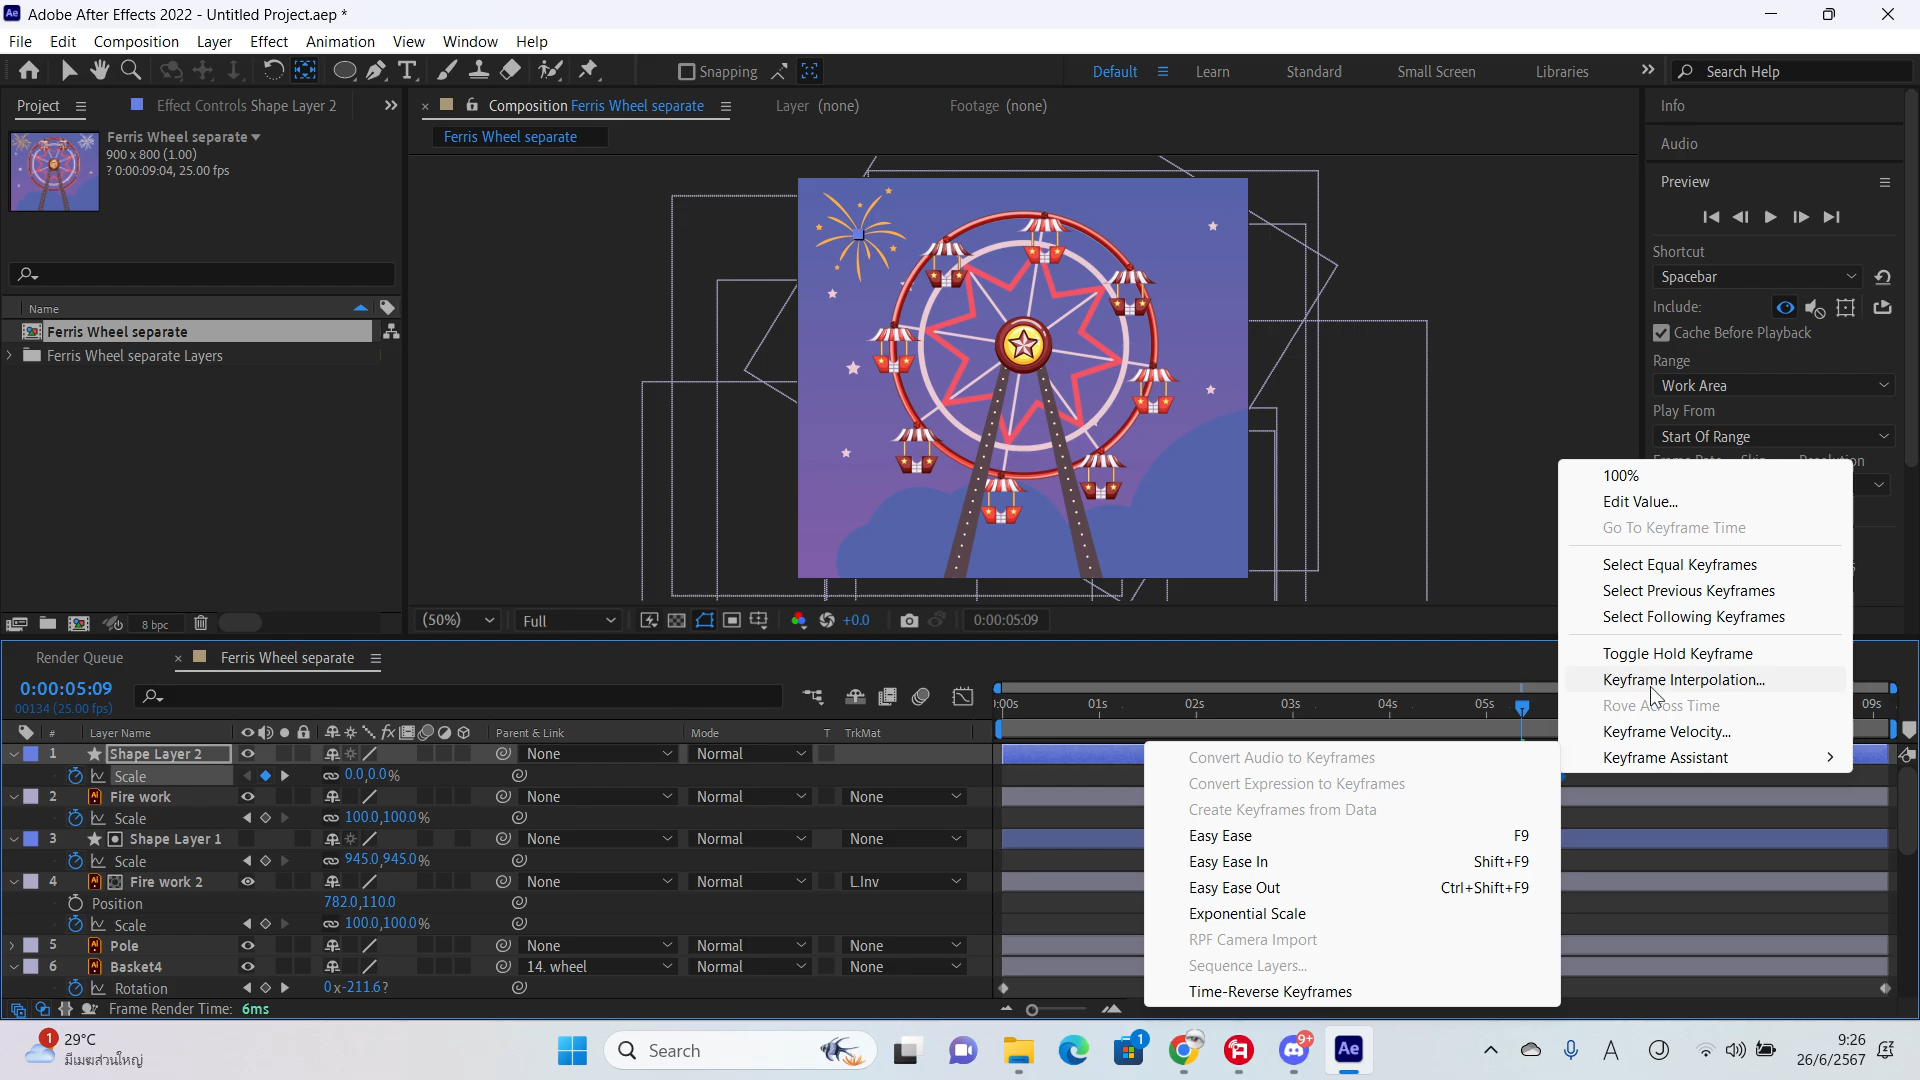 Adobe After Effects 2022 - Untitled Project.aep *
File Edit Composition Layer Effect Animation View Window Help
Snapping
Default Learn Standard Small Screen Libraries Search Help
Project Effect Controls Shape Layer 2
Composition Ferris Wheel separate Layer (none) Footage (none)
Ferris Wheel separate
Ferris Wheel separate
900 x 800 (1.00)
? 0:00:09:04, 25.00 fps
Name
Ferris Wheel separate
Ferris Wheel separate Layers
8 bpc
(50%) Full +0.0 0:00:05:09
Info
Audio
Preview
Shortcut
Spacebar
Include:
Cache Before Playback
Range
Work Area
Play From
Start Of Range
100%
Edit Value...
Go To Keyframe Time
Select Equal Keyframes
Select Previous Keyframes
Select Following Keyframes
Toggle Hold Keyframe
Keyframe Interpolation...
Rove Across Time
Keyframe Velocity...
Keyframe Assistant
Convert Audio to Keyframes
Convert Expression to Keyframes
Create Keyframes from Data
Easy Ease F9
Easy Ease In Shift+F9
Easy Ease Out Ctrl+Shift+F9
Exponential Scale
RPF Camera Import
Sequence Layers...
Time-Reverse Keyframes
Render Queue Ferris Wheel separate
0:00:05:09
00134 (25.00 fps)
:00s 01s 02s 03s 04s 05s 09s
# Layer Name fx Parent & Link Mode T TrkMat
1 Shape Layer 2 None Normal
Scale 0.0,0.0%
2 Fire work None Normal None
Scale 100.0,100.0%
3 Shape Layer 1 None Normal None
Scale 945.0,945.0%
4 Fire work 2 None Normal L.Inv
Position 782.0,110.0
Scale 100.0,100.0%
5 Pole None Normal None
6 Basket4 14. wheel Normal None
Rotation 0x-211.6?
Frame Render Time: 6ms
1 29°C
มีเมฆส่วนใหญ่
Search
1
9+
Ae
9:26
26/6/2567